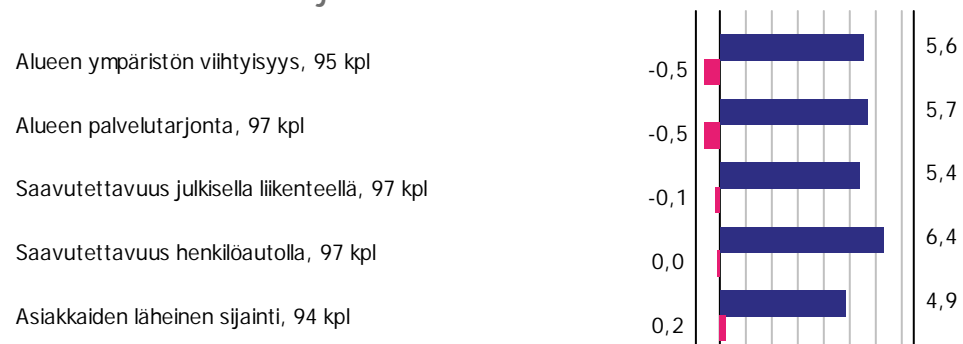 Alueen ympäristön viihtyisyys, 95 kpl
-0,5
5,6
Alueen palvelutarjonta, 97 kpl
-0,5
5,7
Saavutettavuus julkisella liikenteellä, 97 kpl
-0,1
5,4
Saavutettavuus henkilöautolla, 97 kpl
0,0
6,4
Asiakkaiden läheinen sijainti, 94 kpl
0,2
4,9